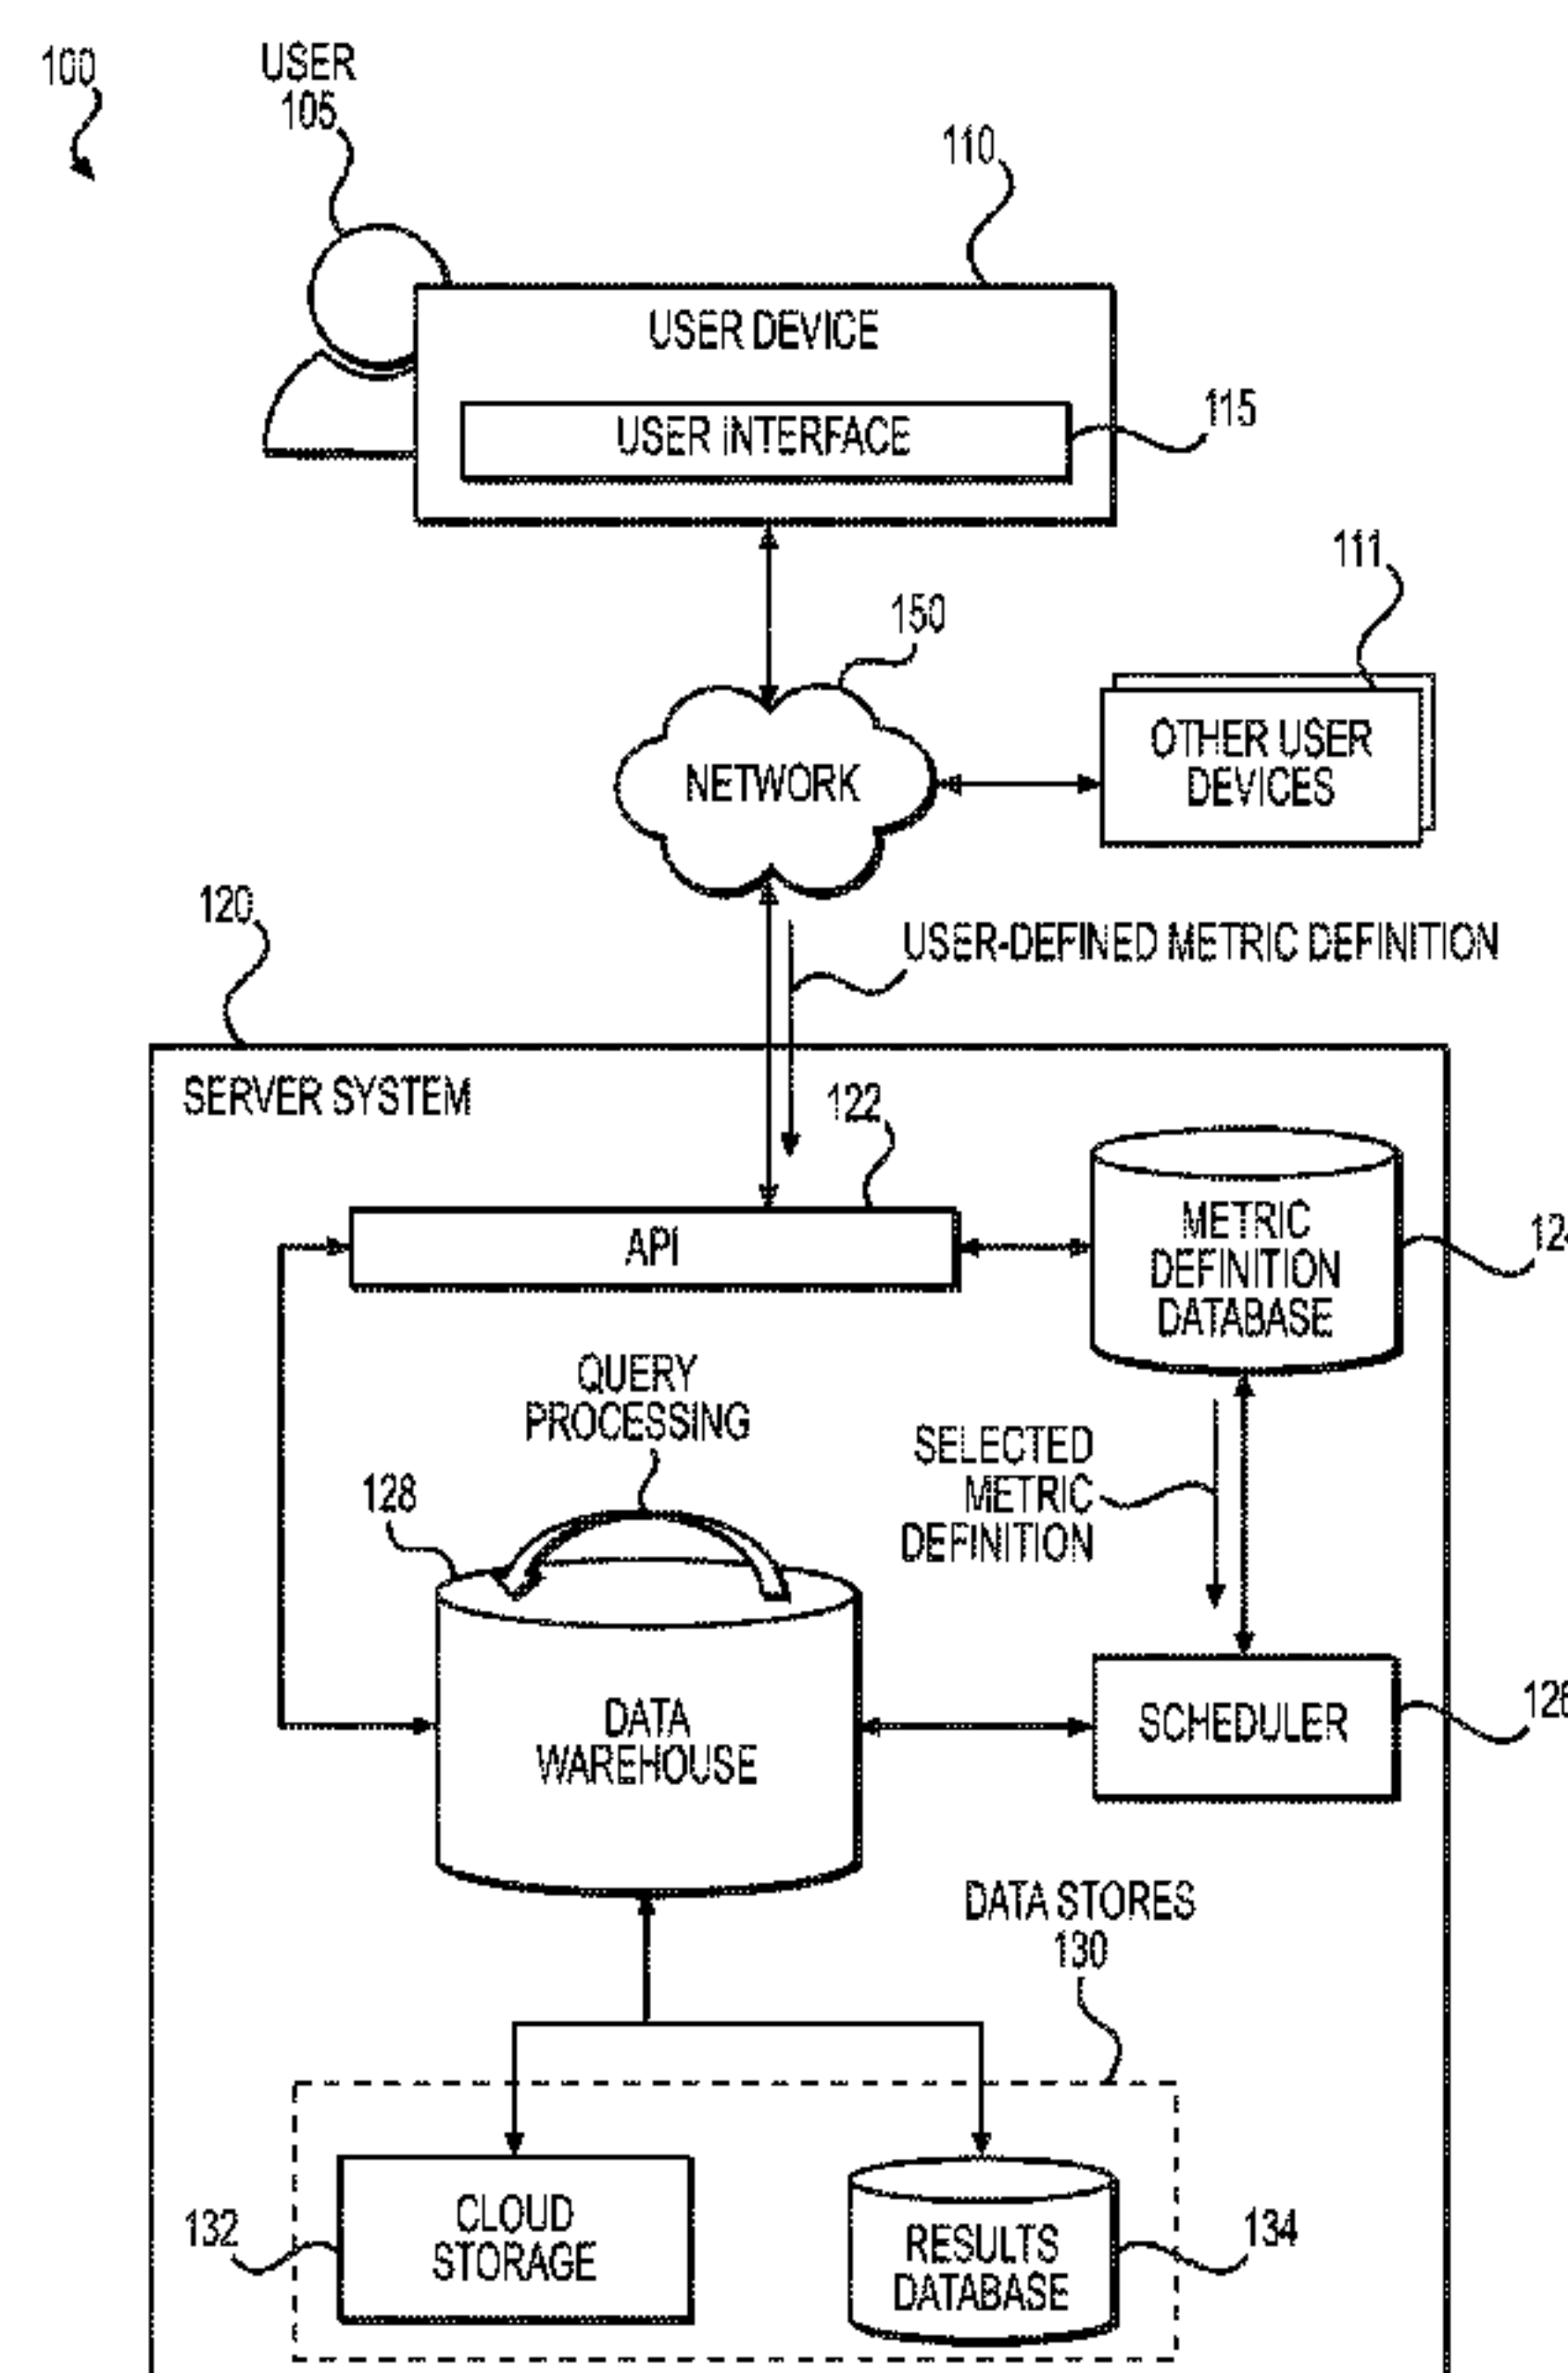 100
USER
105
110
USER DEVICE
USER INTERFACE
115
111
150
NETWORK
OTHER USER
DEVICES
120
USER-DEFINED METRIC DEFINITION
SERVER SYSTEM
122
API
METRIC
DEFINITION
DATABASE
124
QUERY
PROCESSING
SELECTED
METRIC
DEFINITION
128
DATA
WAREHOUSE
SCHEDULER
126
DATA STORES
130
132
CLOUD
STORAGE
RESULTS
DATABASE
134